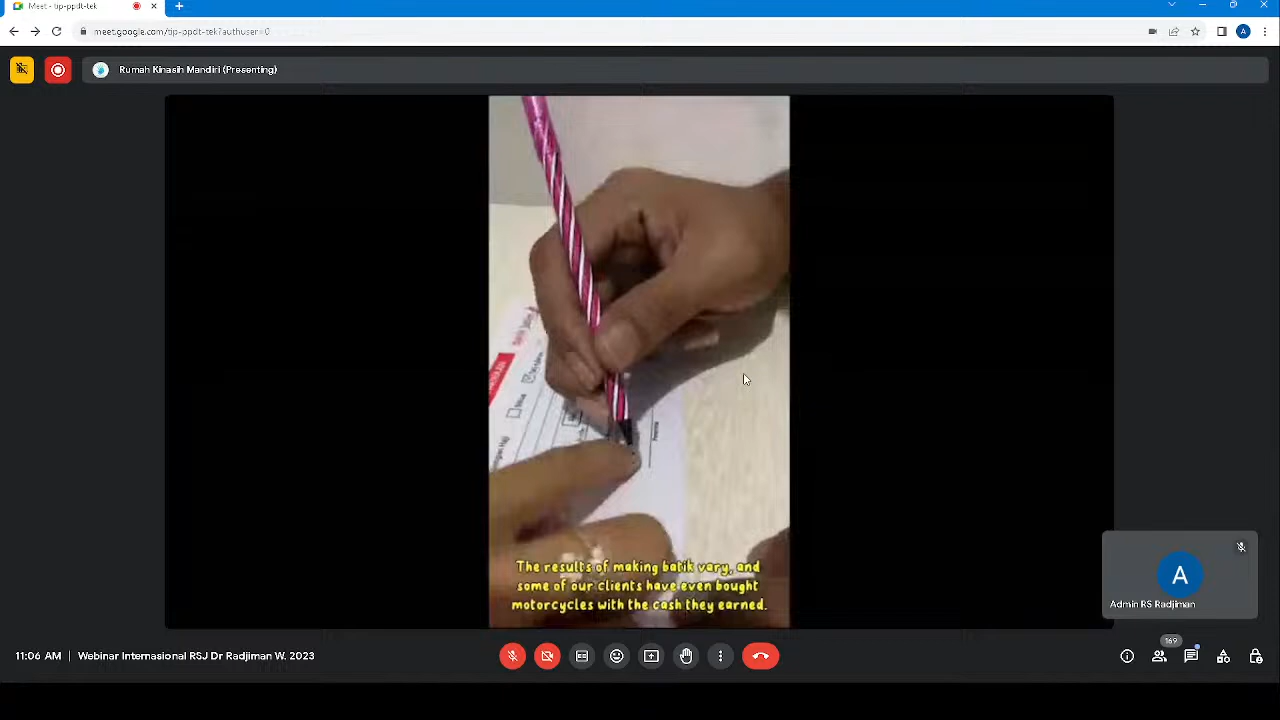 Meet - tip-ppdt-tek
meet.google.com/tip-ppdt-tek?authuser=0
A
Rumah Kinasih Mandiri (Presenting)
The results of making batik vary, and
some of our clients have even bought
motorcycles with the cash they earned.
A
Admin RS Radjiman
169
11:06 AM | Webinar Internasional RSJ Dr Radjiman W. 2023